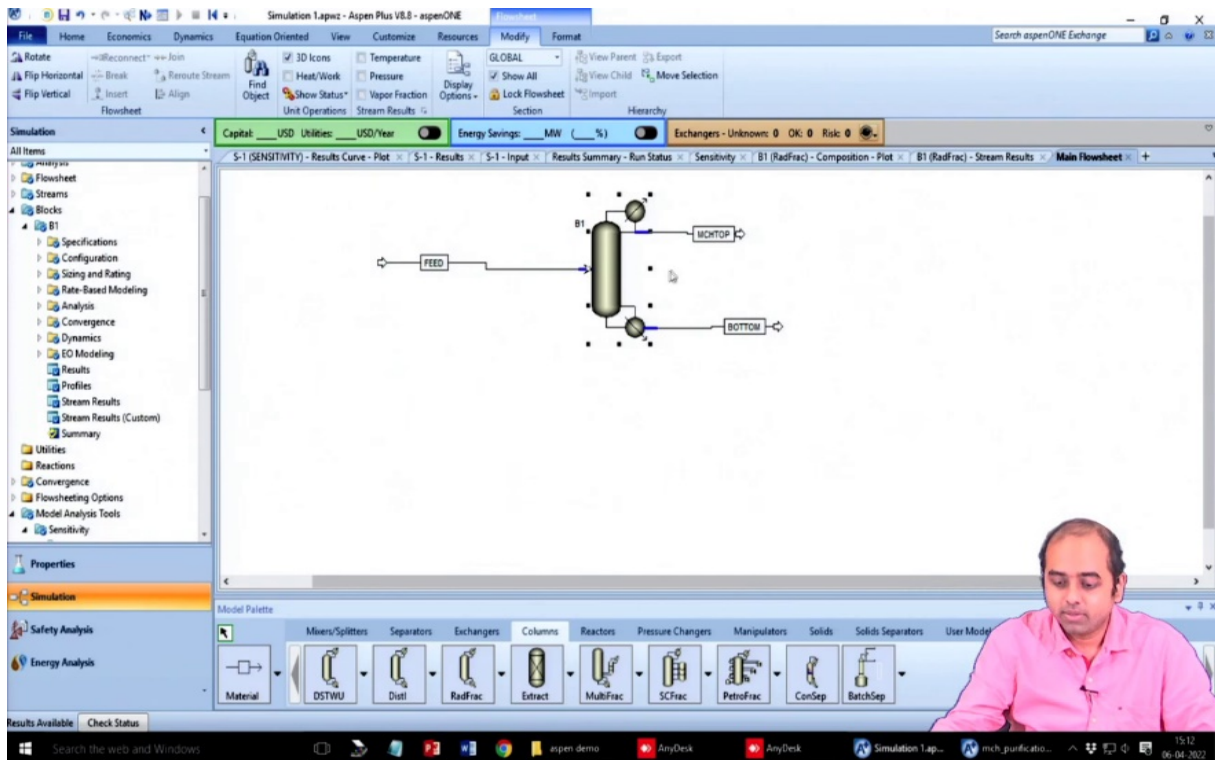 Simulation 1.apwz - Aspen Plus V8.8 - aspenONE
Flowsheet
File Home Economics Dynamics Equation Oriented View Customize Resources Modify Format
Search aspenONE Exchange
Rotate Reconnect Join
Flip Horizontal Break Reroute Stream
Flip Vertical Insert Align
Flowsheet
Find Object
3D Icons
Heat/Work
Show Status
Unit Operations
Temperature
Pressure
Vapor Fraction
Stream Results
Display Options
GLOBAL
Show All
Lock Flowsheet
Section
View Parent Export
View Child Move Selection
Import
Hierarchy
Simulation
Capital: ___USD Utilities: ___USD/Year
Energy Savings: ___MW (___%)
Exchangers - Unknown: 0 OK: 0 Risk: 0
All Items
S-1 (SENSITIVITY) - Results Curve - Plot
S-1 - Results
S-1 - Input
Results Summary - Run Status
Sensitivity
B1 (RadFrac) - Composition - Plot
B1 (RadFrac) - Stream Results
Main Flowsheet
Analysis
Flowsheet
Streams
Blocks
B1
Specifications
Configuration
Sizing and Rating
Rate-Based Modeling
Analysis
Convergence
Dynamics
EO Modeling
Results
Profiles
Stream Results
Stream Results (Custom)
Summary
Utilities
Reactions
Convergence
Flowsheeting Options
Model Analysis Tools
Sensitivity
B1
MCHTOP
FEED
BOTTOM
Properties
Simulation
Safety Analysis
Energy Analysis
Model Palette
Mixers/Splitters Separators Exchangers Columns Reactors Pressure Changers Manipulators Solids Solids Separators User Model
Material DSTWU Distl RadFrac Extract MultiFrac SCFrac PetroFrac ConSep BatchSep
Results Available Check Status
Search the web and Windows
aspen demo
AnyDesk
AnyDesk
Simulation 1.ap...
mch_purificatio...
15:12
06-04-2022